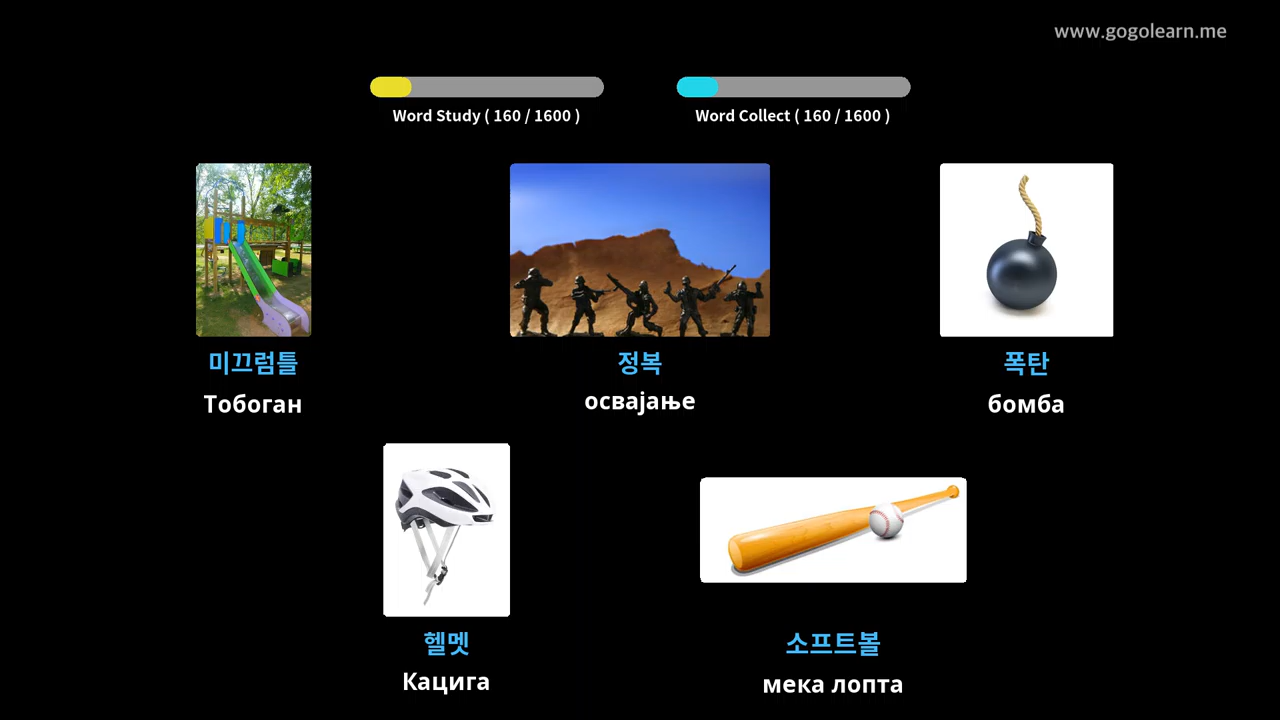 www.gogolearn.me
Word Study ( 160 / 1600 )
Word Collect ( 160 / 1600 )
미끄럼틀
정복
폭탄
Тобоган
освајање
бомба
헬멧
소프트볼
Кацига
мека лопта